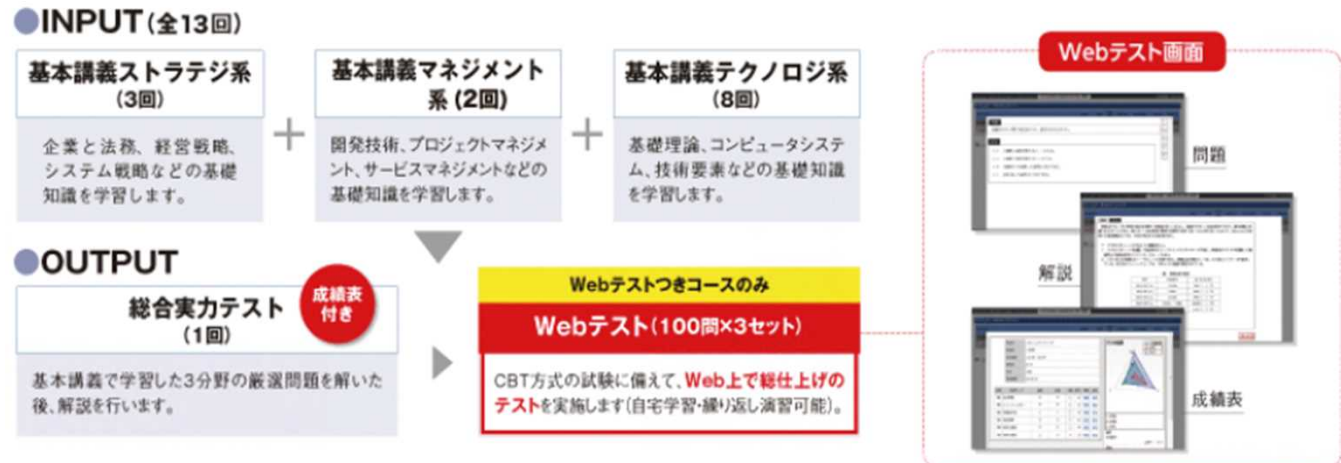 ●INPUT(全13回)
基本講義ストラテジ系
(3回)
企業と法務、経営戦略、
システム戦略などの基礎
知識を学習します。
+
基本講義マネジメント
系(2回)
開発技術、プロジェクトマネジメ
ント、サービスマネジメントなどの
基礎知識を学習します。
+
基本講義テクノロジ系
(8回)
基礎理論、コンピュータシステ
ム、技術要素などの基礎知識
を学習します。
●OUTPUT
総合実力テスト
(1回)
成績表
付き
基本講義で学習した3分野の厳選問題を解いた
後、解説を行います。
Webテストつきコースのみ
Webテスト(100問×3セット)
CBT方式の試験に備えて、Web上で総仕上げの
テストを実施します(自宅学習・繰り返し演習可能)。
Webテスト画面
問題
解説
成績表